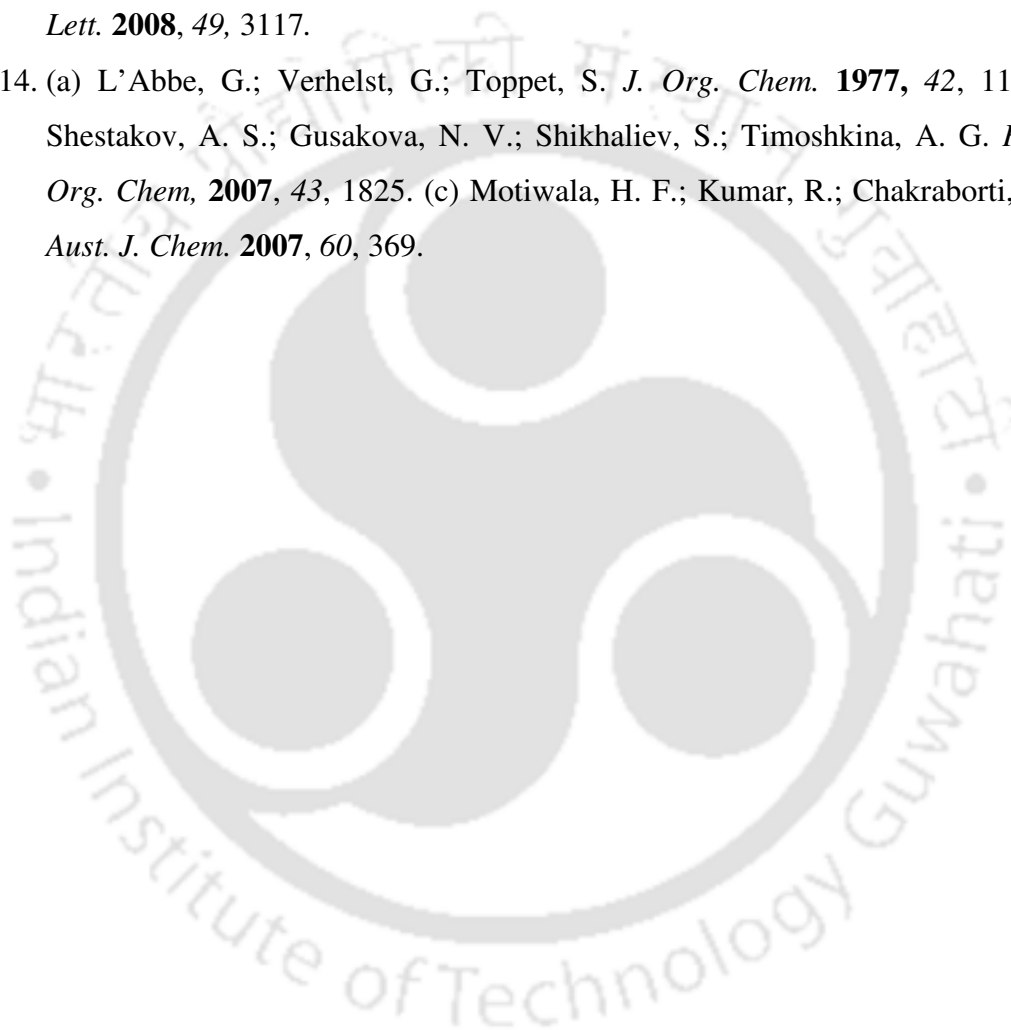 Lett. 2008, 49, 3117.
14. (a) L’Abbe, G.; Verhelst, G.; Toppet, S. J. Org. Chem. 1977, 42, 11
Shestakov, A. S.; Gusakova, N. V.; Shikhaliev, S.; Timoshkina, A. G.
Org. Chem, 2007, 43, 1825. (c) Motiwala, H. F.; Kumar, R.; Chakraborti,
Aust. J. Chem. 2007, 60, 369.
भारतीय प्रौद्योगिकी संस्थान गुवाहाटी
Indian Institute of Technology Guwahati